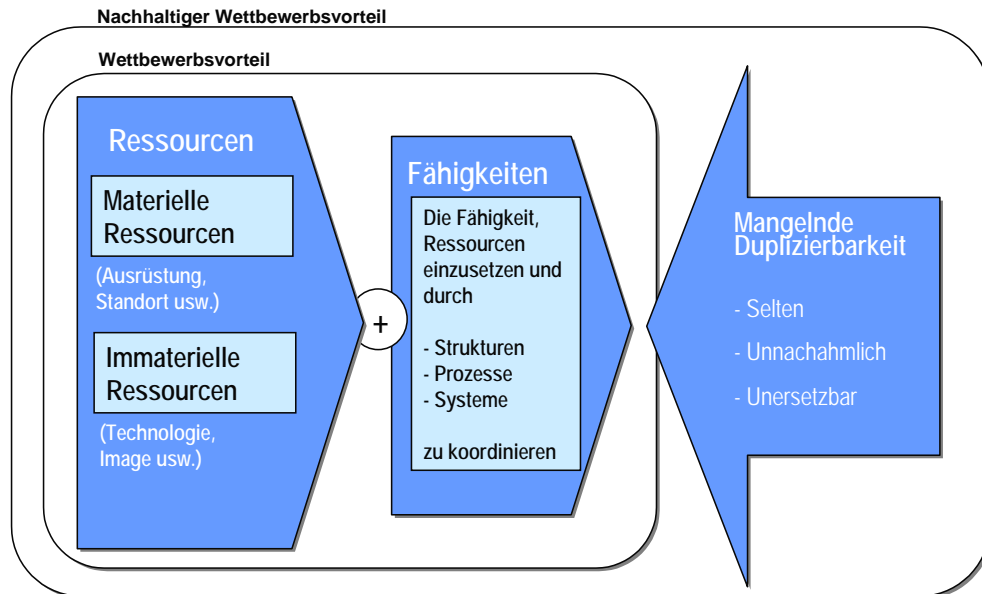 Nachhaltiger Wettbewerbsvorteil
Wettbewerbsvorteil
Ressourcen
Materielle
Ressourcen
(Ausrüstung,
Standort usw.)
Immaterielle
Ressourcen
(Technologie,
Image usw.)
+
Fähigkeiten
Die Fähigkeit,
Ressourcen
einzusetzen und
durch
- Strukturen
- Prozesse
- Systeme
zu koordinieren
Mangelnde
Duplizierbarkeit
- Selten
- Unnachahmlich
- Unersetzbar